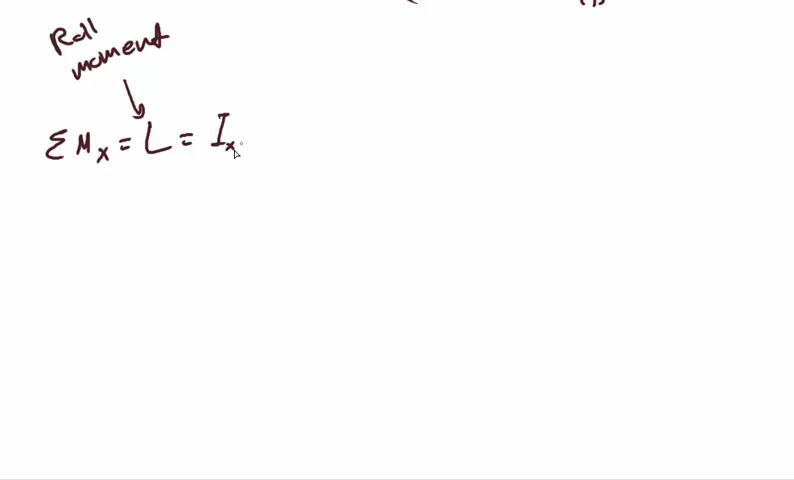 Roll
moment
ΣMx = L = Ix